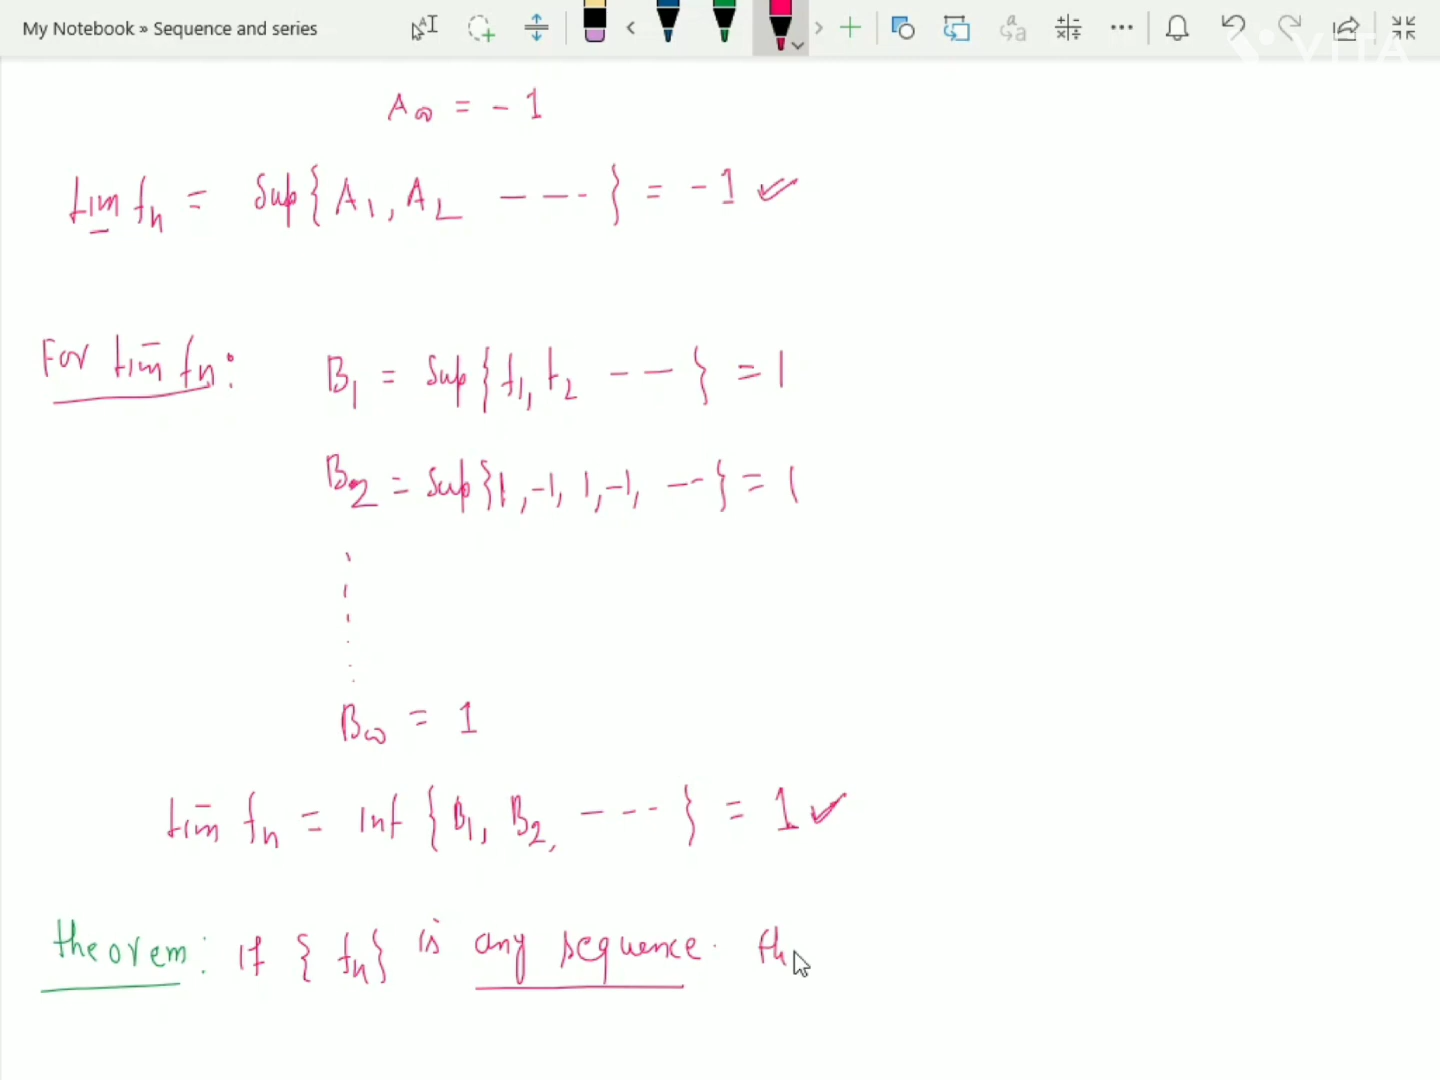 My Notebook » Sequence and series
VITA
A∞ = - 1
lim fn = Sup{A1, A2 ----} = -1 ✓
For lim̅ fn: B1 = Sup{f1, f2 ---} = 1
B2 = Sup{1, -1, 1, -1, ---} = 1
B∞ = 1
lim̅ fn = Inf {B1, B2, ----} = 1 ✓
theorem: If {fn} is any sequence. th